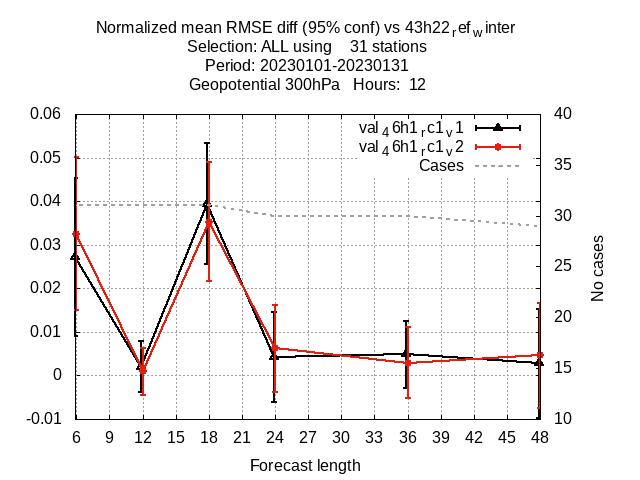 Normalized mean RMSE diff (95% conf) vs 43h22refwinter
Selection: ALL using 31 stations
Period: 20230101-20230131
Geopotential 300hPa Hours: 12
val46h1rc1v1
val46h1rc1v2
Cases
0.06
0.05
0.04
0.03
0.02
0.01
0
-0.01
40
35
30
25
20
15
10
No cases
6 9 12 15 18 21 24 27 30 33 36 39 42 45 48
Forecast length